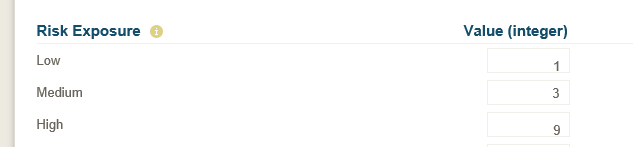 Risk Exposure i Value (integer)
Low 1
Medium 3
High 9